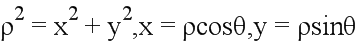 ρ² = x² + y²,x = ρcosθ,y = ρsinθ